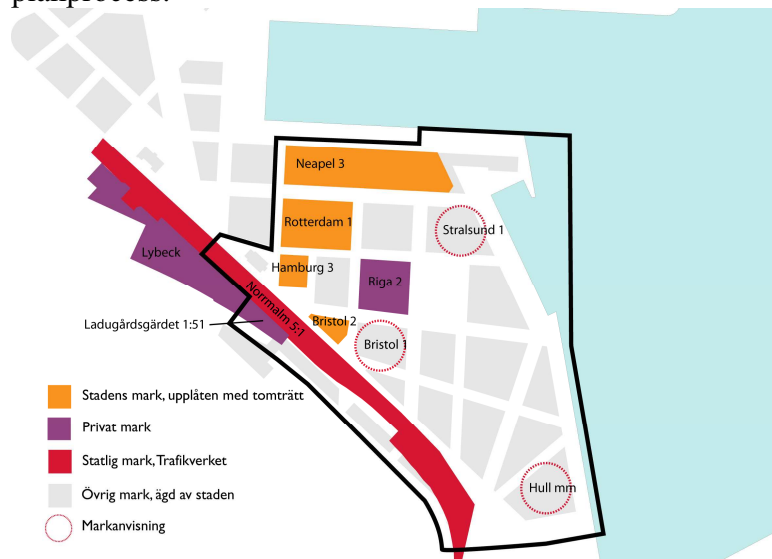 planprocess.
Neapel 3
Rotterdam 1
Stralsund 1
Lybeck
Hamburg 3
Riga 2
Norrmalm 5:1
Ladugårdsgärdet 1:51
Bristol 2
Bristol 1
Stadens mark, upplåten med tomträtt
Privat mark
Statlig mark, Trafikverket
Övrig mark, ägd av staden
Hull mm
Markanvisning